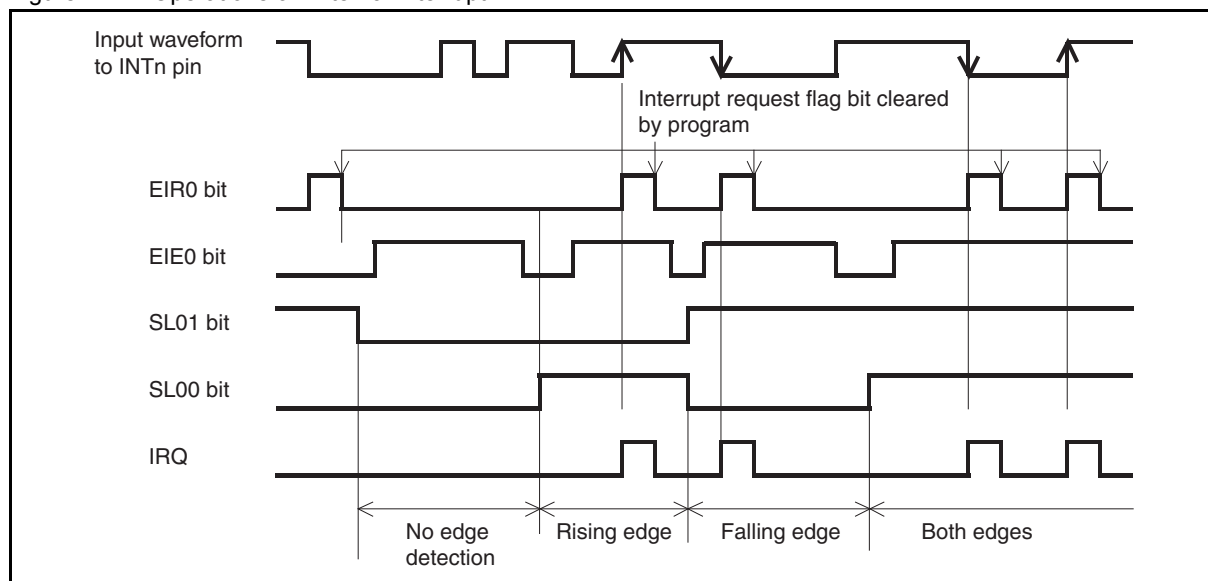 Input waveform
to INTn pin
Interrupt request flag bit cleared
by program
EIR0 bit
EIE0 bit
SL01 bit
SL00 bit
IRQ
No edge
detection
Rising edge
Falling edge
Both edges